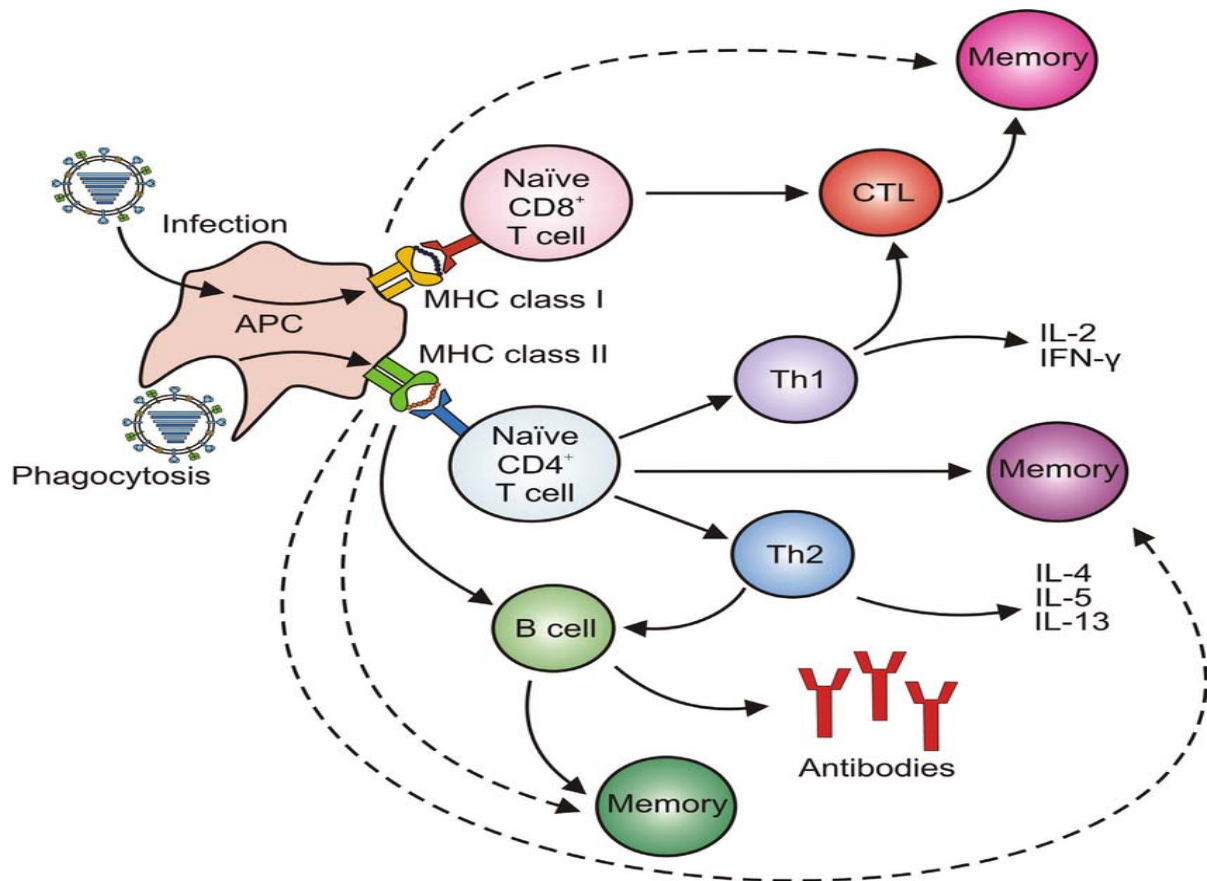 Memory
Naïve
CD8⁺
T cell
CTL
Infection
MHC class I
APC
MHC class II
IL-2
IFN-γ
Th1
Naïve
CD4⁺
T cell
Memory
Phagocytosis
Th2
IL-4
IL-5
IL-13
B cell
Antibodies
Memory